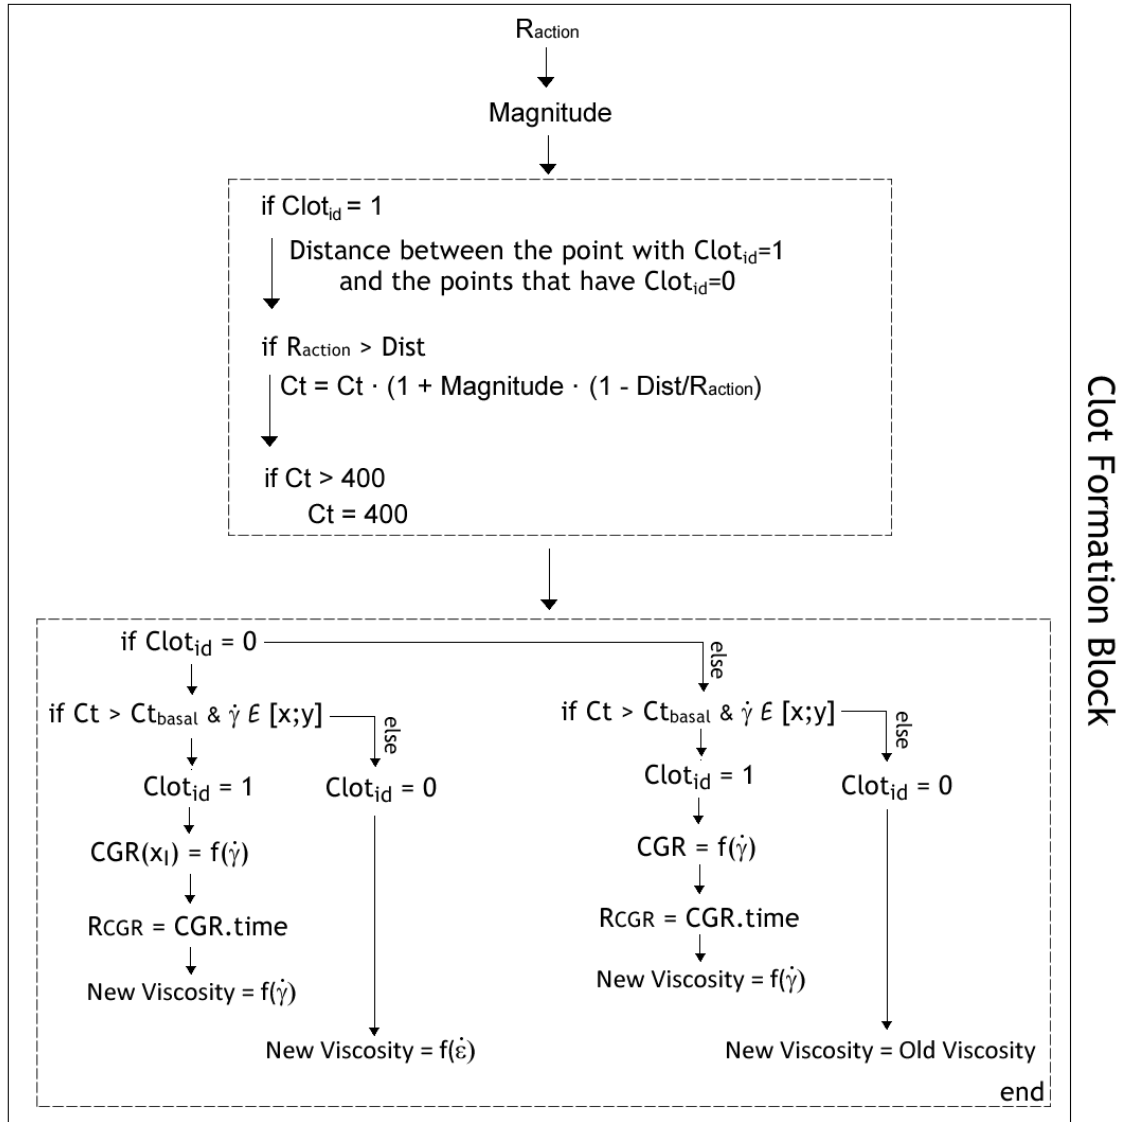 Raction
Magnitude
if Clotid = 1
Distance between the point with Clotid=1
and the points that have Clotid=0
if Raction > Dist
Ct = Ct · (1 + Magnitude · (1 - Dist/Raction)
if Ct > 400
Ct = 400
if Clotid = 0
else
if Ct > Ctbasal & γ̇ ∈ [x;y]
else
Clotid = 1
Clotid = 0
CGR(xI) = f(γ̇)
RCGR = CGR.time
New Viscosity = f(γ̇)
New Viscosity = f(ε̇)
if Ct > Ctbasal & γ̇ ∈ [x;y]
else
Clotid = 1
Clotid = 0
CGR = f(γ̇)
RCGR = CGR.time
New Viscosity = f(γ̇)
New Viscosity = Old Viscosity
end
Clot Formation Block